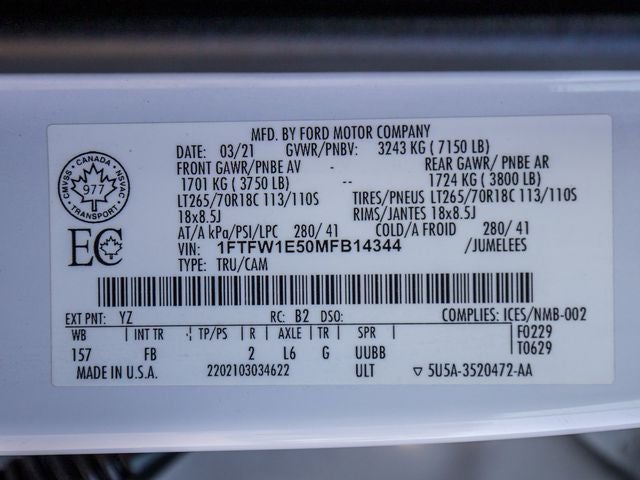 MFD. BY FORD MOTOR COMPANY
DATE: 03/21 GVWR/PNBV: 3243 KG ( 7150 LB)
FRONT GAWR/PNBE AV REAR GAWR/ PNBE AR
1701 KG ( 3750 LB) -- 1724 KG ( 3800 LB)
LT265/70R18C 113/110S TIRES/PNEUS LT265/70R18C 113/110S
18x8.5J RIMS/JANTES 18x8.5J
AT/A kPa/PSI/LPC 280/ 41 COLD/A FROID 280/ 41
VIN: 1FTFW1E50MFB14344 /JUMELEES
TYPE: TRU/CAM
CANADA
CMVSS NSVAC
977
TRANSPORT
EC
EXT PNT: YZ RC: B2 DSO: COMPLIES: ICES/NMB-002
WB INT TR TP/PS R AXLE TR SPR F0229
157 FB 2 L6 G UUBB T0629
MADE IN U.S.A. 2202103034622 ULT ▽ 5U5A-3520472-AA